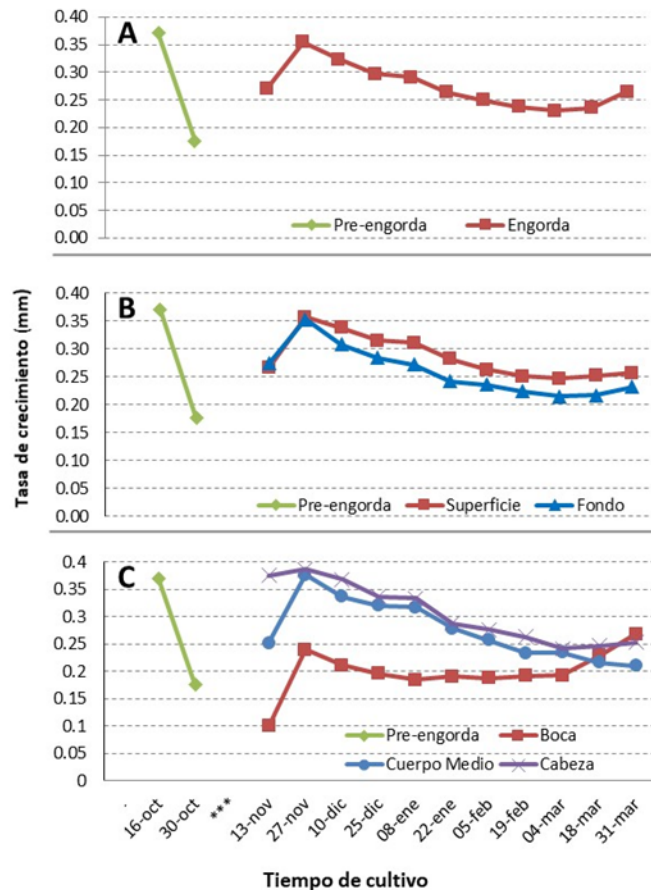 A
0.40
0.35
0.30
0.25
0.20
0.15
0.10
0.05
0.00
Pre-engorda Engorda
Tasa de crecimiento (mm)
B
0.40
0.35
0.30
0.25
0.20
0.15
0.10
0.05
0.00
Pre-engorda Superficie Fondo
C
0.4
0.35
0.3
0.25
0.2
0.15
0.1
0.05
0
Pre-engorda Boca
Cuerpo Medio Cabeza
16-oct
30-oct
***
13-nov
27-nov
10-dic
25-dic
08-ene
22-ene
05-feb
19-feb
04-mar
18-mar
31-mar
Tiempo de cultivo